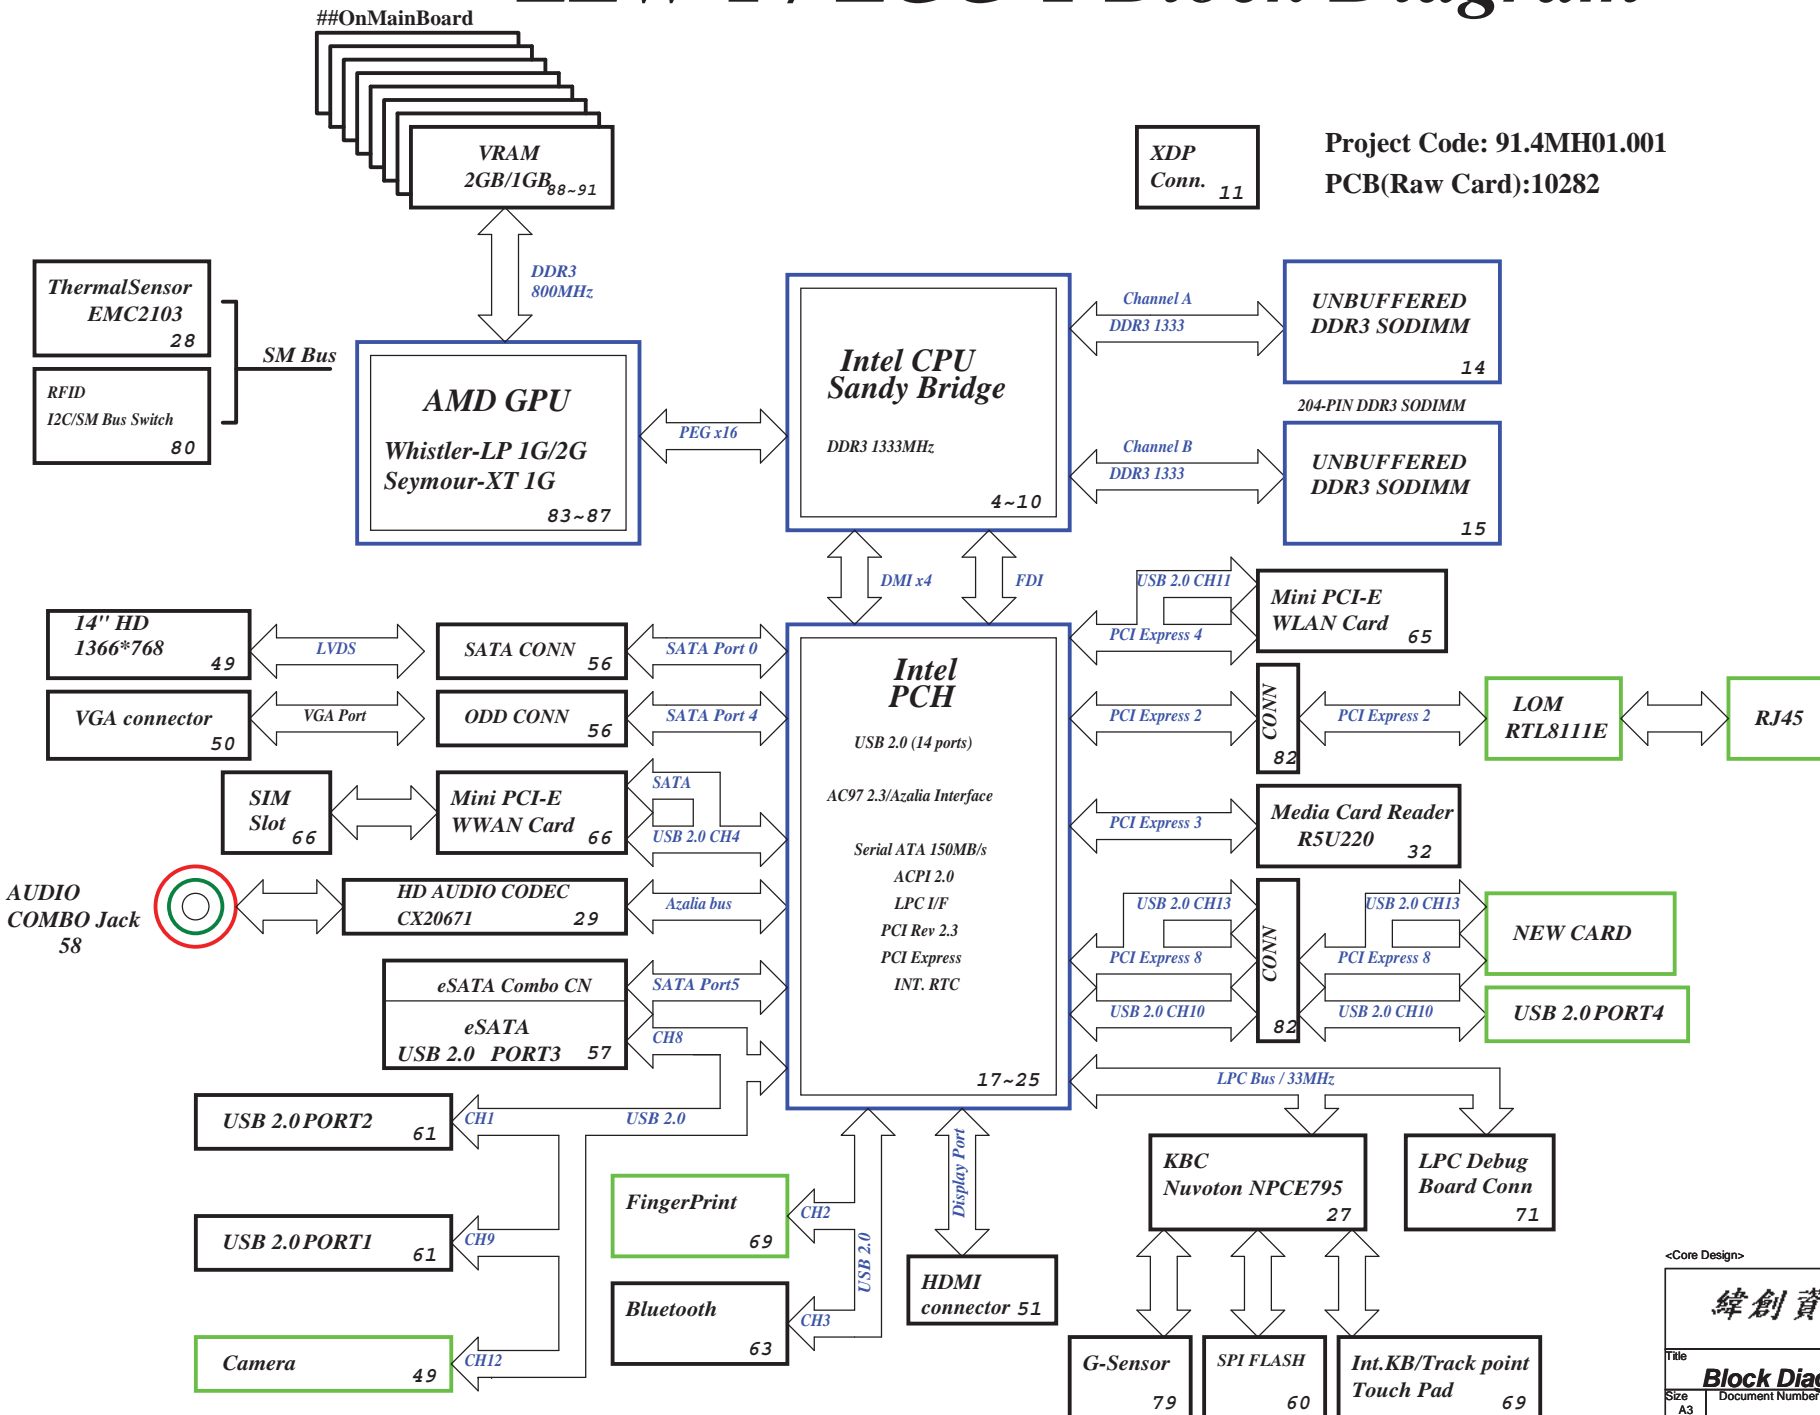 ##OnMainBoard
Block Diagram
VRAM
2GB/1GB
88~91
XDP
Conn.
11
Project Code: 91.4MH01.001
PCB(Raw Card):10282
DDR3
800MHz
ThermalSensor
EMC2103
28
SM Bus
RFID
I2C/SM Bus Switch
80
AMD GPU
Whistler-LP 1G/2G
Seymour-XT 1G
83~87
PEG x16
Intel CPU
Sandy Bridge
DDR3 1333MHz
4~10
Channel A
DDR3 1333
UNBUFFERED
DDR3 SODIMM
14
204-PIN DDR3 SODIMM
Channel B
DDR3 1333
UNBUFFERED
DDR3 SODIMM
15
DMI x4
FDI
14" HD
1366*768
49
LVDS
SATA CONN
56
SATA Port 0
VGA connector
50
VGA Port
ODD CONN
56
SATA Port 4
SIM
Slot
66
Mini PCI-E
WWAN Card
66
SATA
USB 2.0 CH4
AUDIO
COMBO Jack
58
HD AUDIO CODEC
CX20671
29
Azalia bus
eSATA Combo CN
SATA Port5
eSATA
USB 2.0 PORT3
57
CH8
Intel
PCH
USB 2.0 (14 ports)
AC97 2.3/Azalia Interface
Serial ATA 150MB/s
ACPI 2.0
LPC I/F
PCI Rev 2.3
PCI Express
INT. RTC
17~25
USB 2.0 CH11
PCI Express 4
Mini PCI-E
WLAN Card
65
PCI Express 2
CONN
82
PCI Express 2
LOM
RTL8111E
RJ45
PCI Express 3
Media Card Reader
R5U220
32
USB 2.0 CH13
PCI Express 8
USB 2.0 CH10
CONN
82
USB 2.0 CH13
PCI Express 8
USB 2.0 CH10
NEW CARD
USB 2.0 PORT4
LPC Bus / 33MHz
USB 2.0 PORT2
61
CH1
USB 2.0
USB 2.0 PORT1
61
CH9
Camera
49
CH12
FingerPrint
69
CH2
USB 2.0
Bluetooth
63
CH3
Display Port
HDMI
connector
51
KBC
Nuvoton NPCE795
27
LPC Debug
Board Conn
71
G-Sensor
79
SPI FLASH
60
Int.KB/Track point
Touch Pad
69
<Core Design>
緯創資
Title
Block Diag
Size
A3
Document Number